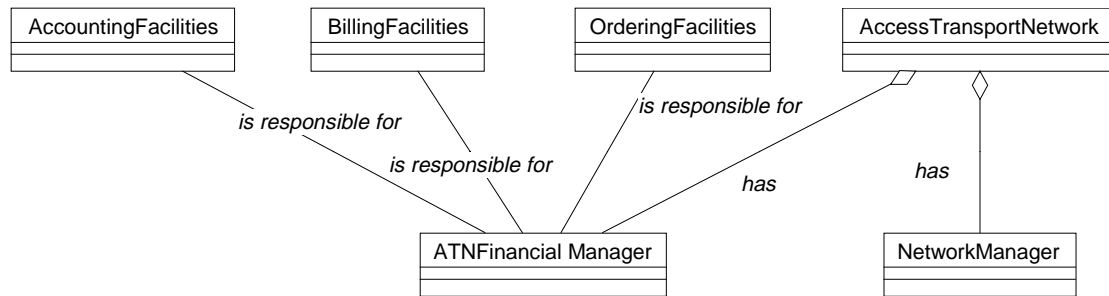 AccountingFacilities
BillingFacilities
OrderingFacilities
AccessTransportNetwork
is responsible for
is responsible for
is responsible for
has
has
ATNFinancial Manager
NetworkManager